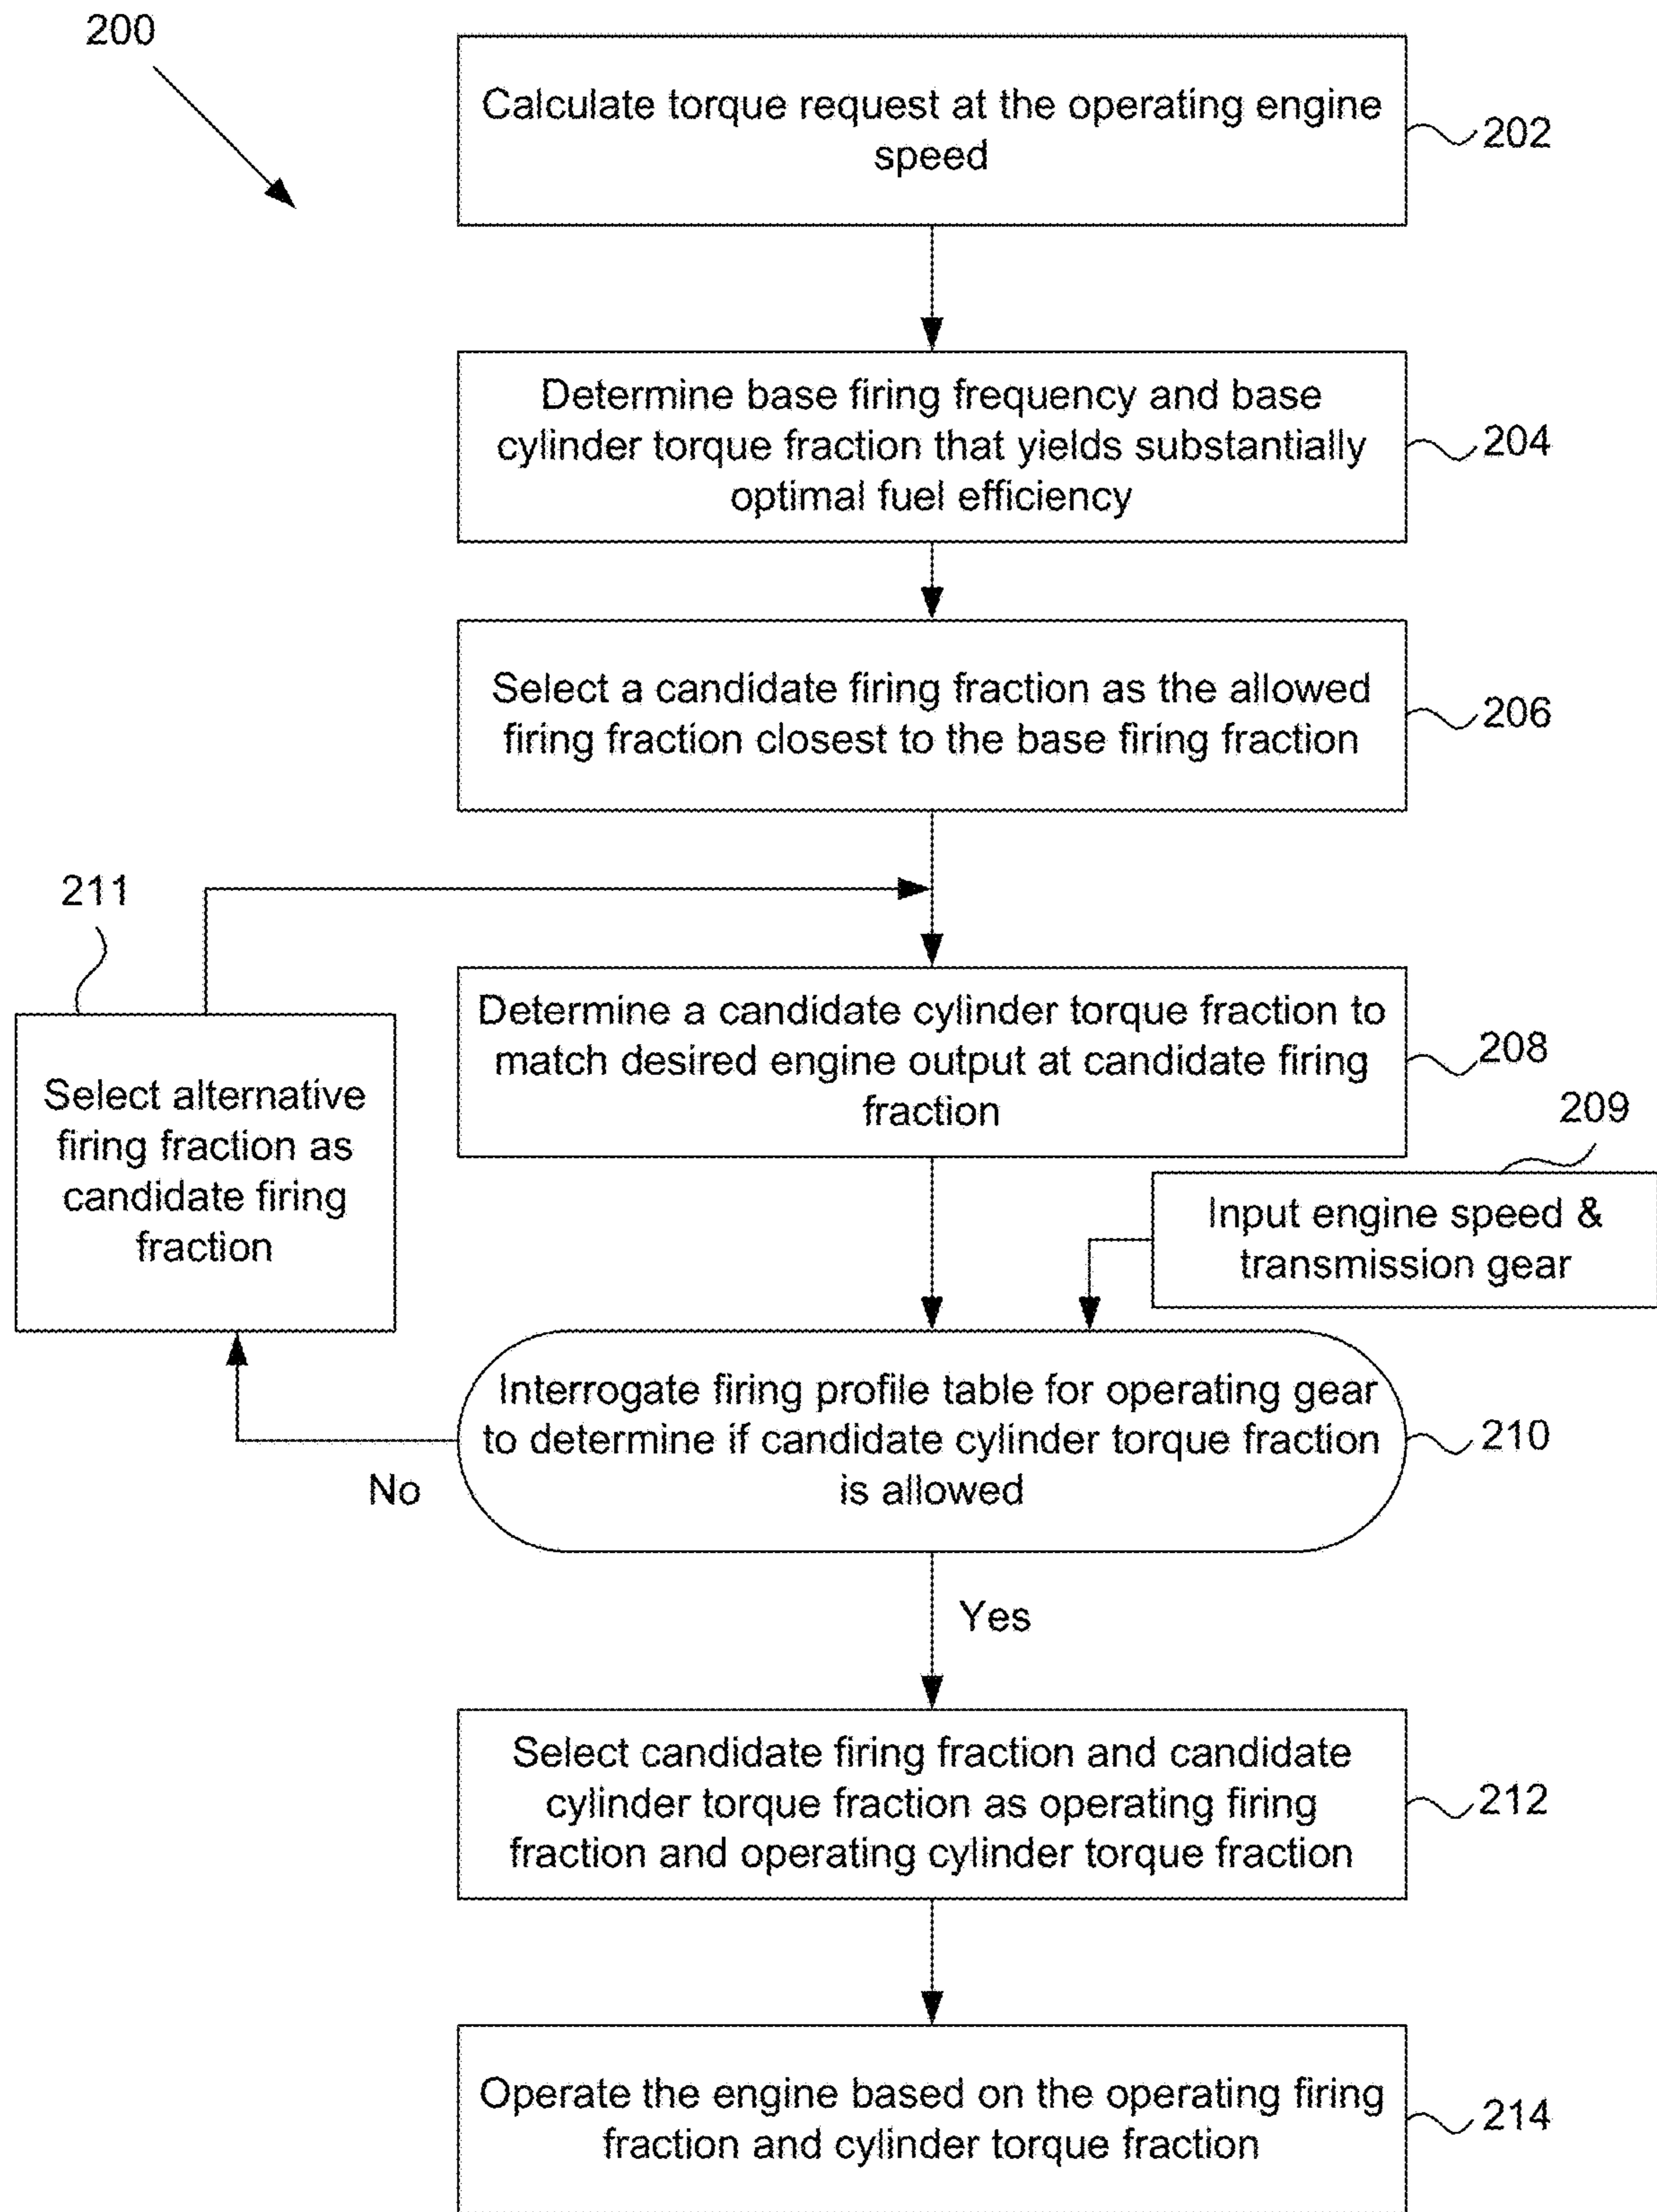 200
Calculate torque request at the operating engine
speed
202
Determine base firing frequency and base
cylinder torque fraction that yields substantially
optimal fuel efficiency
204
Select a candidate firing fraction as the allowed
firing fraction closest to the base firing fraction
206
211
Select alternative
firing fraction as
candidate firing
fraction
Determine a candidate cylinder torque fraction to
match desired engine output at candidate firing
fraction
208
209
Input engine speed &
transmission gear
Interrogate firing profile table for operating gear
to determine if candidate cylinder torque fraction
is allowed
210
No
Yes
Select candidate firing fraction and candidate
cylinder torque fraction as operating firing
fraction and operating cylinder torque fraction
212
Operate the engine based on the operating firing
fraction and cylinder torque fraction
214